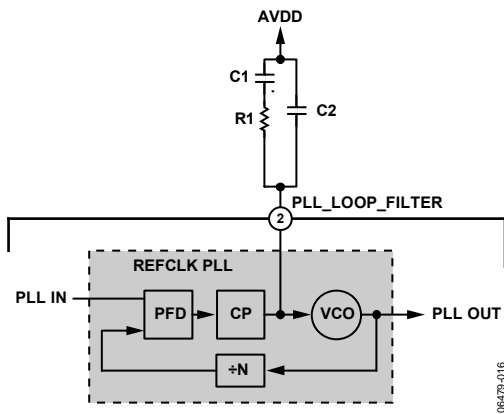 AVDD
C1
R1
C2
PLL_LOOP_FILTER
2
REFCLK PLL
PLL IN
PFD
CP
VCO
PLL OUT
÷N
06479-016